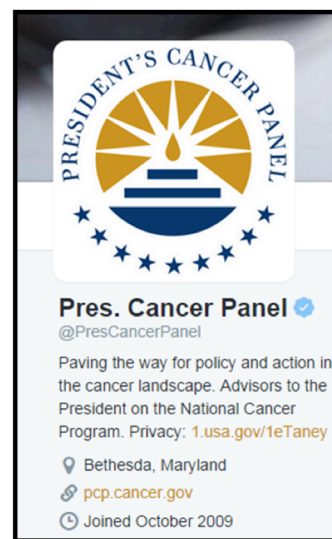 PRESIDENT'S CANCER PANEL
Pres. Cancer Panel
@PresCancerPanel
Paving the way for policy and action in
the cancer landscape. Advisors to the
President on the National Cancer
Program. Privacy: 1.usa.gov/1eTaney
Bethesda, Maryland
pcp.cancer.gov
Joined October 2009